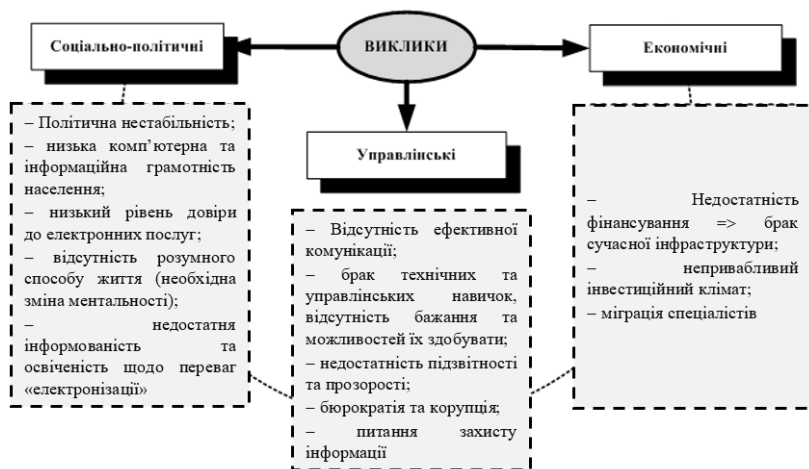 ВИКЛИКИ
Соціально-політичні
– Політична нестабільність;
– низька комп’ютерна та
інформаційна грамотність
населення;
– низький рівень довіри
до електронних послуг;
– відсутність розумного
способу життя (необхідна
зміна ментальності);
– недостатня
інформованість та
освіченість щодо переваг
«електронізації»
Управлінські
– Відсутність ефективної
комунікації;
– брак технічних та
управлінських навичок,
відсутність бажання та
можливостей їх здобувати;
– недостатність підзвітності
та прозорості;
– бюрократія та корупція;
– питання захисту
інформації
Економічні
– Недостатність
фінансування => брак
сучасної інфраструктури;
– непривабливий
інвестиційний клімат;
– міграція спеціалістів